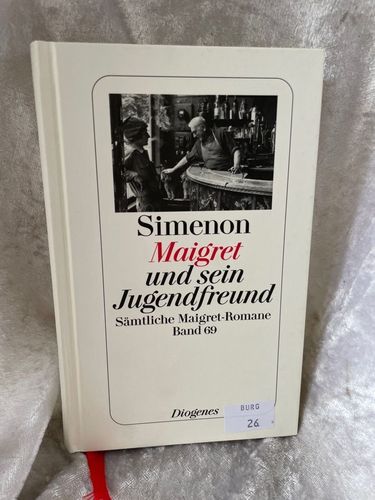 Simenon
Maigret
und sein
Jugendfreund
Sämtliche Maigret-Romane
Band 69
Diogenes
BURG
26